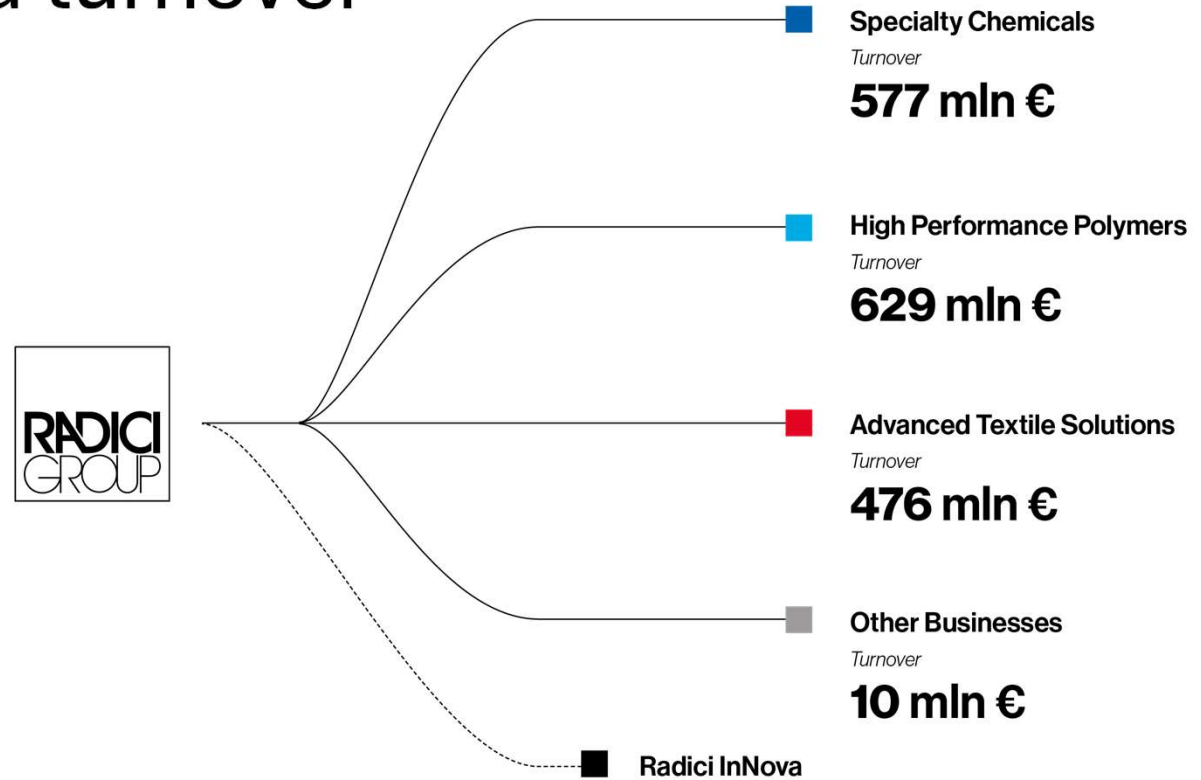 turnover
Specialty Chemicals
Turnover
577 mln €
High Performance Polymers
Turnover
629 mln €
RADICI
GROUP
Advanced Textile Solutions
Turnover
476 mln €
Other Businesses
Turnover
10 mln €
Radici InNova